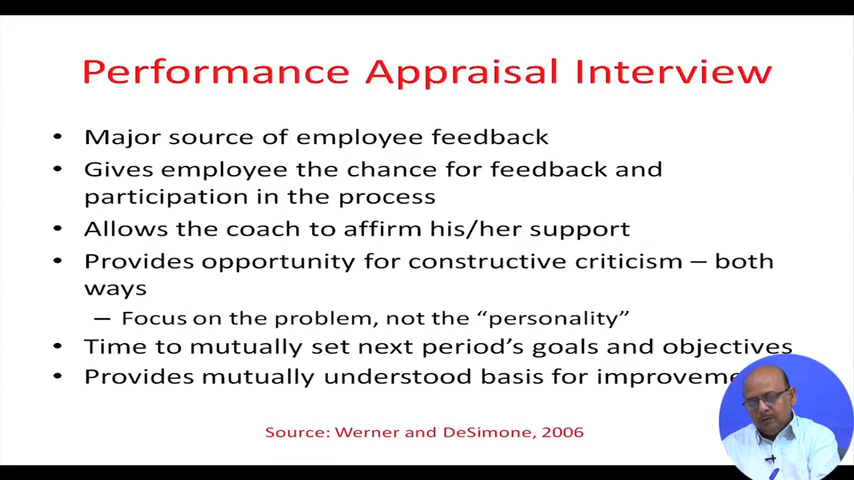 Performance Appraisal Interview
• Major source of employee feedback
• Gives employee the chance for feedback and
participation in the process
• Allows the coach to affirm his/her support
• Provides opportunity for constructive criticism – both
ways
– Focus on the problem, not the “personality”
• Time to mutually set next period’s goals and objectives
• Provides mutually understood basis for
Source: Werner and DeSimone, 2006